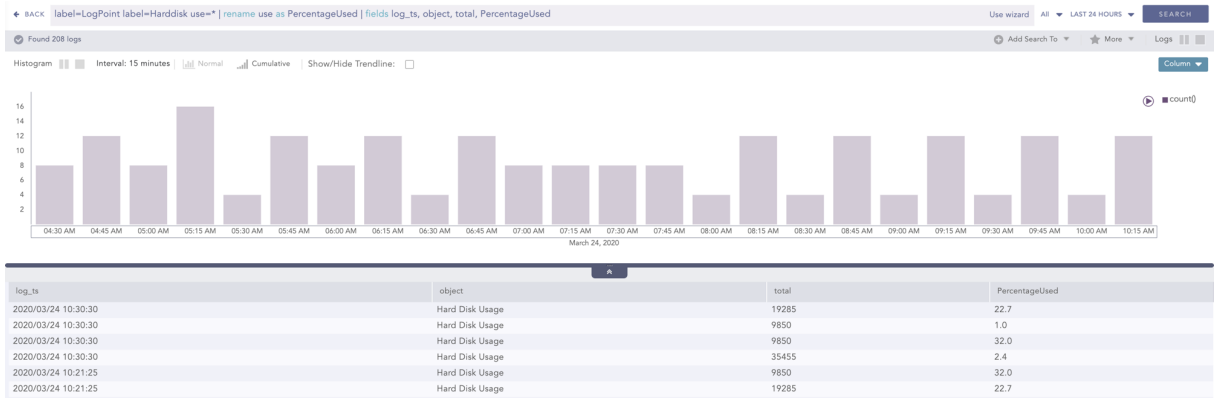 BACK label=LogPoint label=Harddisk use=* | rename use as PercentageUsed | fields log_ts, object, total, PercentageUsed Use wizard All LAST 24 HOURS SEARCH
Found 208 logs Add Search To More Logs
Histogram Interval: 15 minutes Normal Cumulative Show/Hide Trendline: Column
count()
16
14
12
10
8
6
4
2
04:30 AM 04:45 AM 05:00 AM 05:15 AM 05:30 AM 05:45 AM 06:00 AM 06:15 AM 06:30 AM 06:45 AM 07:00 AM 07:15 AM 07:30 AM 07:45 AM 08:00 AM 08:15 AM 08:30 AM 08:45 AM 09:00 AM 09:15 AM 09:30 AM 09:45 AM 10:00 AM 10:15 AM
March 24, 2020
log_ts object total PercentageUsed
2020/03/24 10:30:30 Hard Disk Usage 19285 22.7
2020/03/24 10:30:30 Hard Disk Usage 9850 1.0
2020/03/24 10:30:30 Hard Disk Usage 9850 32.0
2020/03/24 10:30:30 Hard Disk Usage 35455 2.4
2020/03/24 10:21:25 Hard Disk Usage 9850 32.0
2020/03/24 10:21:25 Hard Disk Usage 19285 22.7